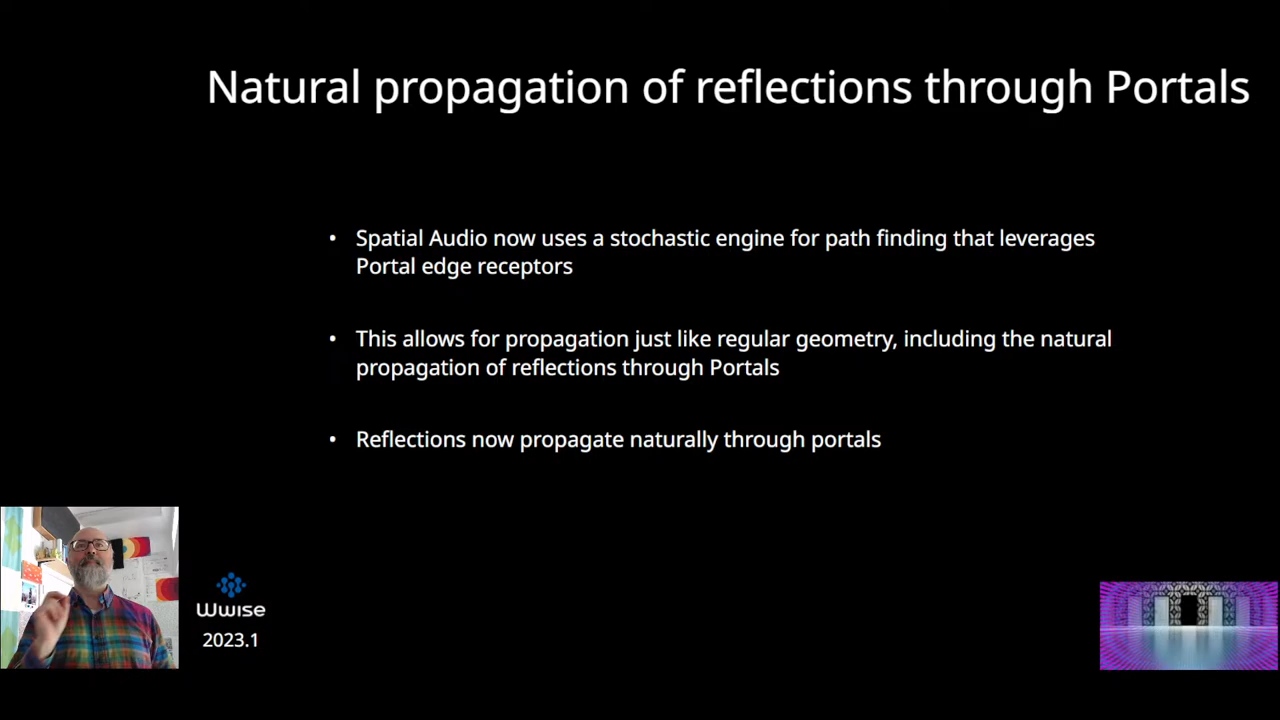 Natural propagation of reflections through Portals
• Spatial Audio now uses a stochastic engine for path finding that leverages
Portal edge receptors
• This allows for propagation just like regular geometry, including the natural
propagation of reflections through Portals
• Reflections now propagate naturally through portals
Wwise
2023.1